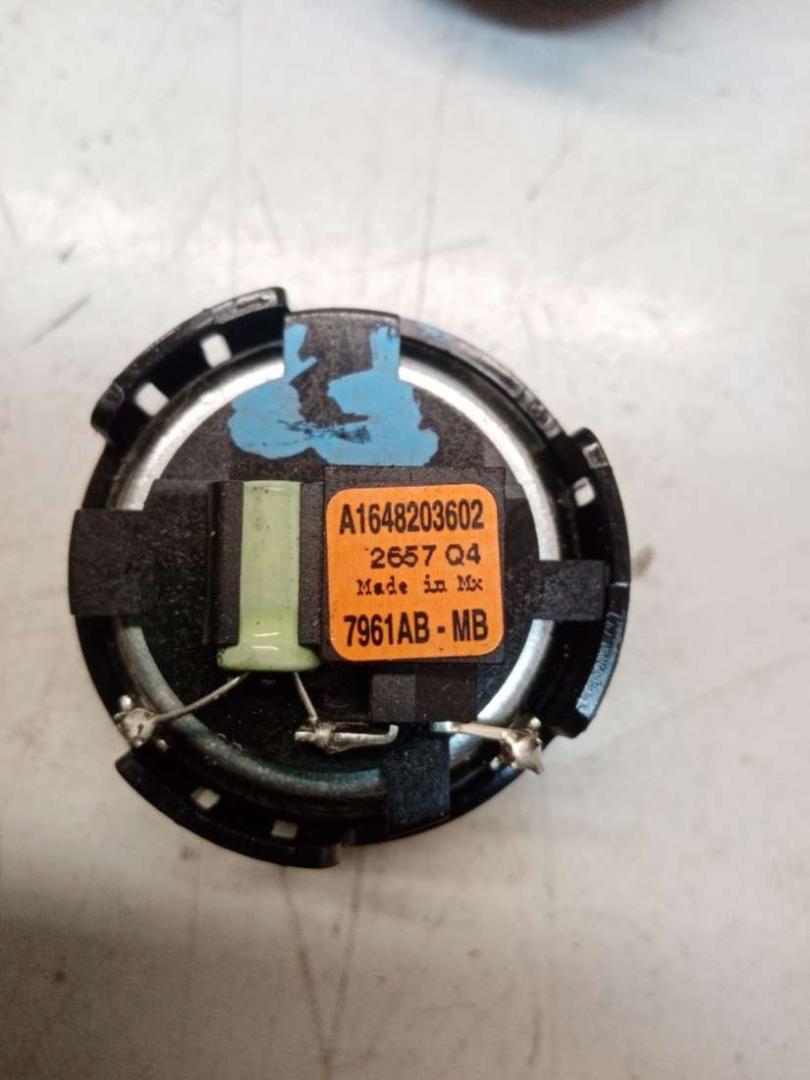 A1648203602
2657 Q4
Made in Mx
7961AB - MB